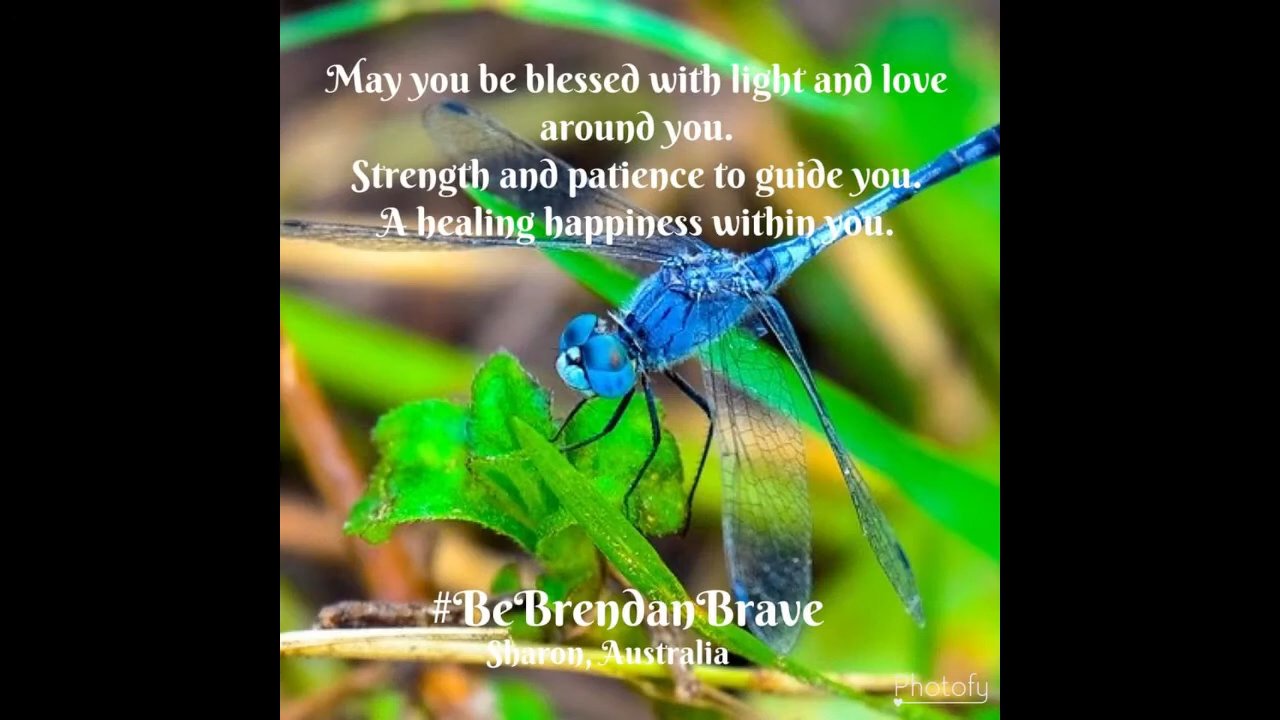 May you be blessed with light and love
around you.
Strength and patience to guide you.
A healing happiness within you.
#BeBrendanBrave
Sharon, Australia
Photofy